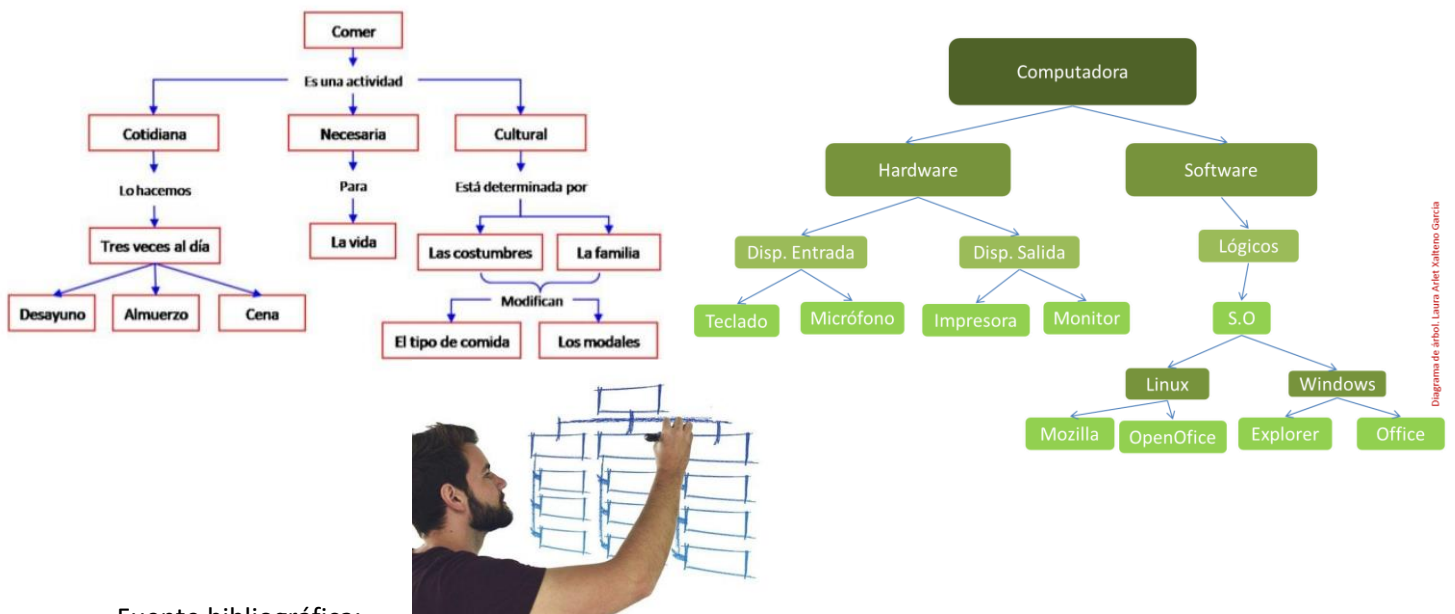 Comer
Es una actividad
Cotidiana
Necesaria
Cultural
Lo hacemos
Para
Está determinada por
Tres veces al día
La vida
Las costumbres
La familia
Desayuno
Almuerzo
Cena
Modifican
El tipo de comida
Los modales
Computadora
Hardware
Software
Disp. Entrada
Disp. Salida
Lógicos
Teclado
Micrófono
Impresora
Monitor
S.O
Linux
Windows
Mozilla
OpenOfice
Explorer
Office
Diagrama de árbol. Laura Arlet Xalteno García
Fuente bibliográfica: